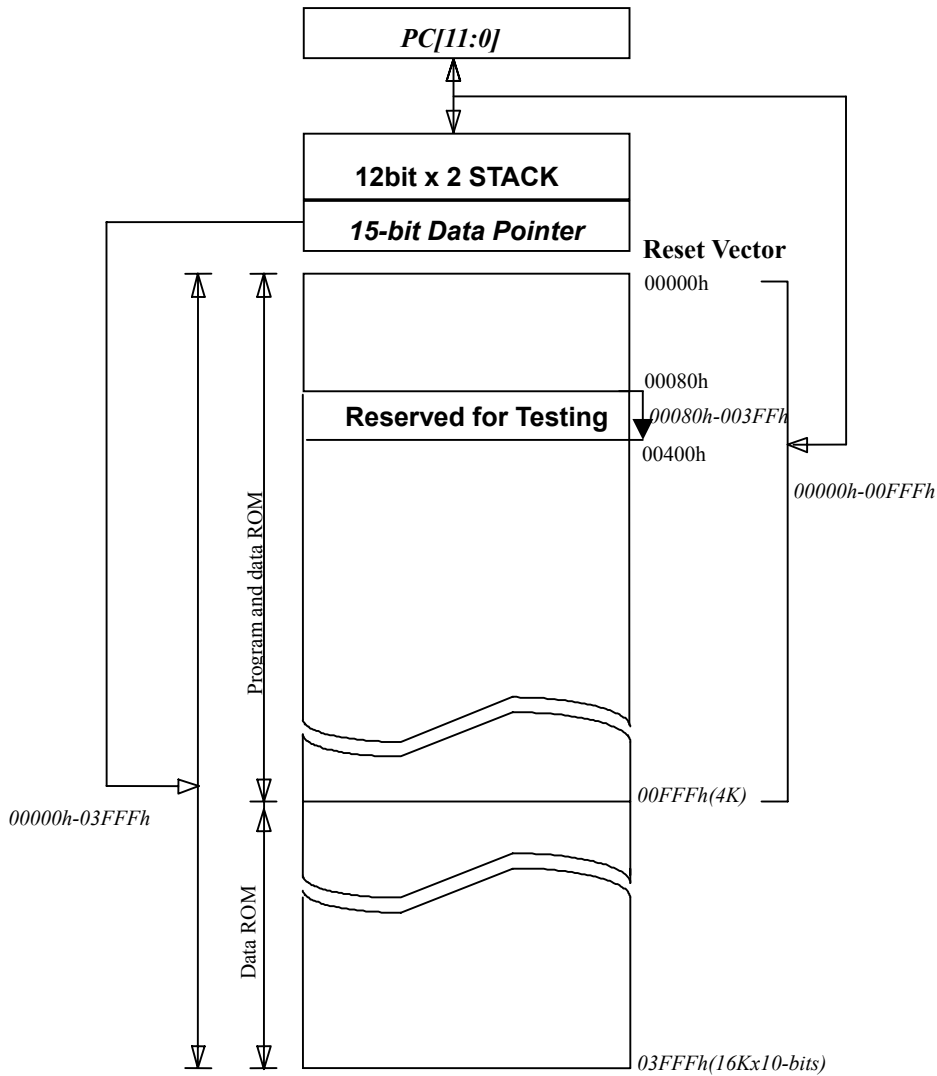 PC[11:0]
12bit x 2 STACK
15-bit Data Pointer
Reset Vector
00000h
00080h
Reserved for Testing
00080h-003FFh
00400h
00000h-00FFFh
Program and data ROM
00FFFh(4K)
00000h-03FFFh
Data ROM
03FFFh(16Kx10-bits)